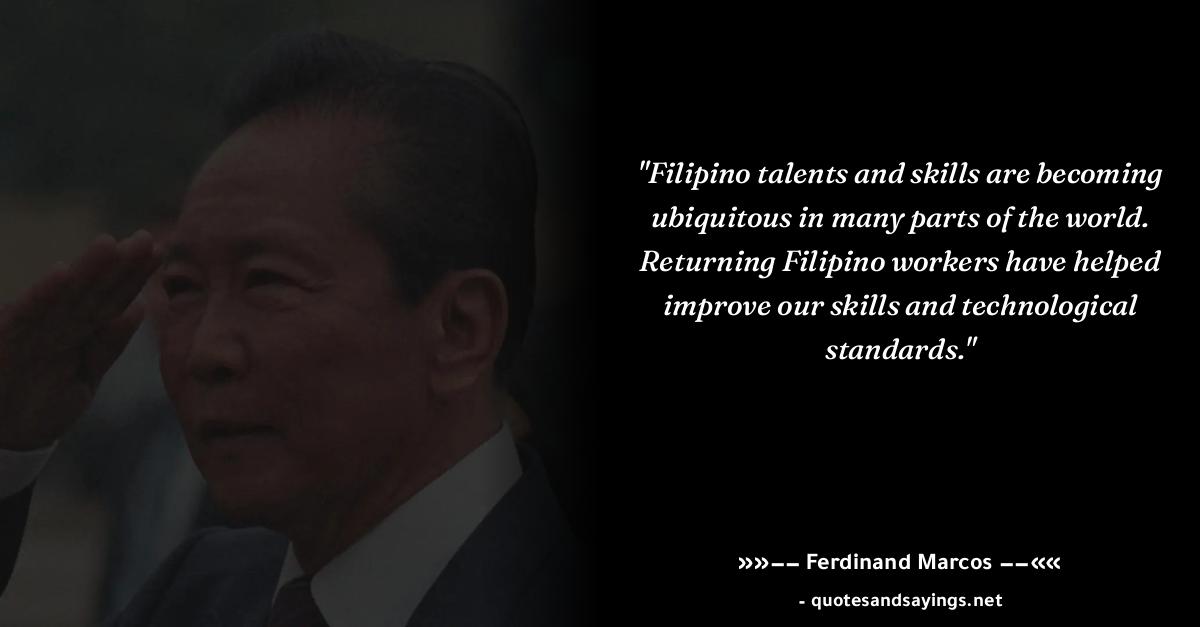 "Filipino talents and skills are becoming
ubiquitous in many parts of the world.
Returning Filipino workers have helped
improve our skills and technological
standards."
»»−− Ferdinand Marcos −−««
- quotesandsayings.net